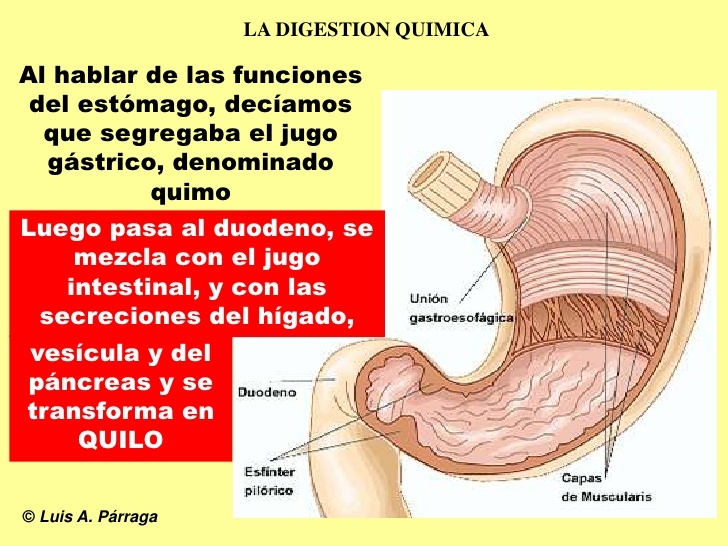 LA DIGESTION QUIMICA
Al hablar de las funciones
del estómago, decíamos
que segregaba el jugo
gástrico, denominado
quimo
Luego pasa al duodeno, se
mezcla con el jugo
intestinal, y con las
secreciones del hígado,
vesícula y del
páncreas y se
transforma en
QUILO
Unión
gastroesofágica
Duodeno
Esfínter
pilórico
Capas
de Muscularis
© Luis A. Párraga